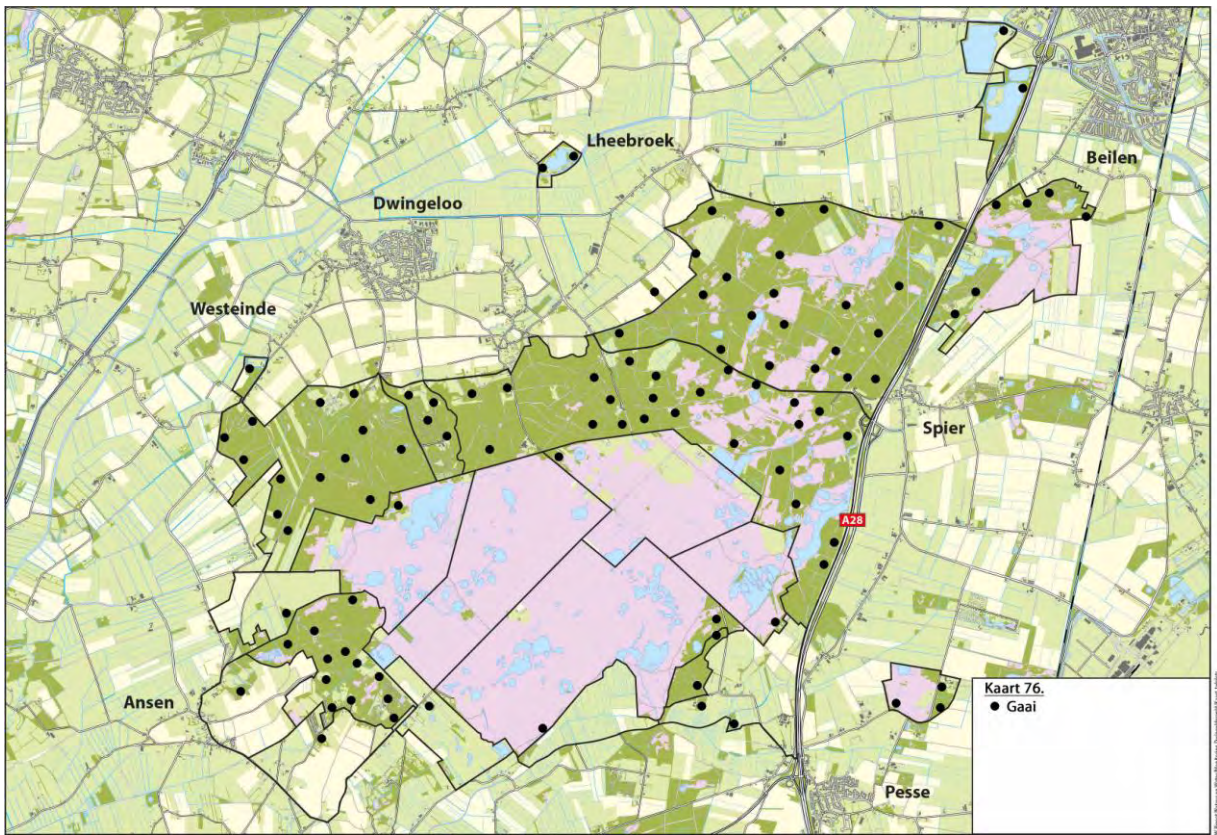 Lheebroek
Beilen
Dwingeloo
Westeinde
Spier
A28
Ansen
Kaart 76.
Gaai
Pesse